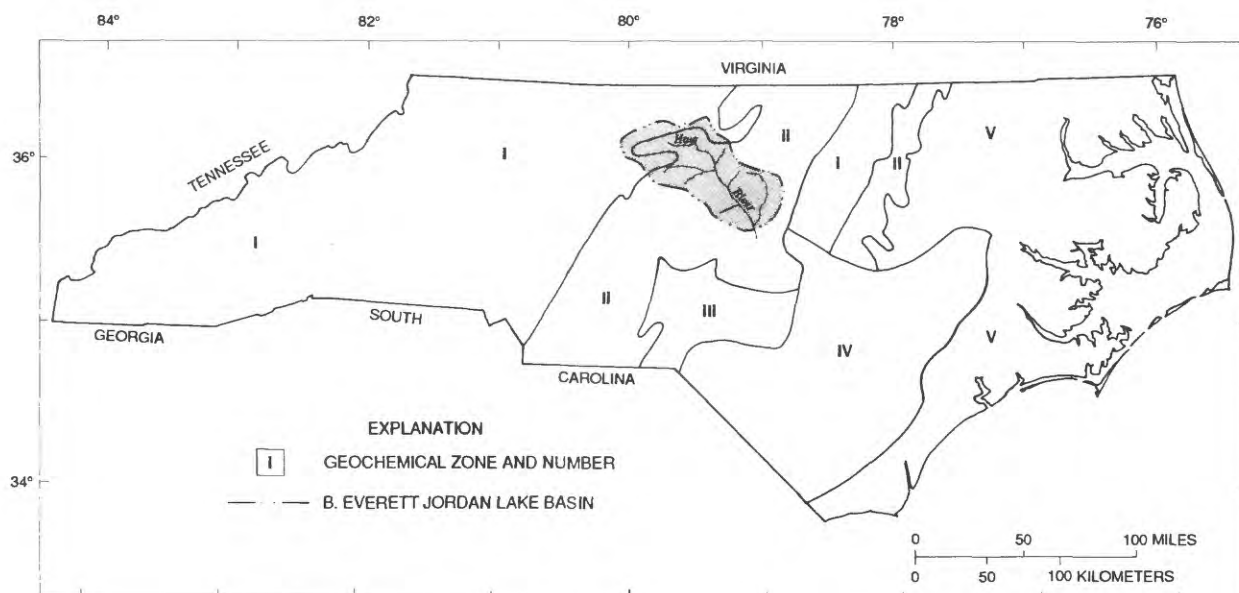 84°
82°
80°
78°
76°
VIRGINIA
36°
TENNESSEE
I
Haw
River
II
I
II
V
I
II
III
IV
V
GEORGIA
SOUTH
CAROLINA
34°
EXPLANATION
I GEOCHEMICAL ZONE AND NUMBER
B. EVERETT JORDAN LAKE BASIN
0 50 100 MILES
0 50 100 KILOMETERS